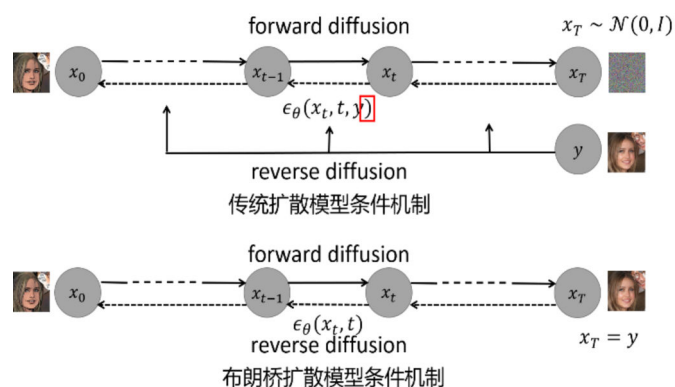 forward diffusion
x_T ~ 𝒩(0, I)
x_0 x_{t-1} x_t x_T
ϵ_θ(x_t, t, y)
y
reverse diffusion
传统扩散模型条件机制
forward diffusion
x_0 x_{t-1} x_t x_T
ϵ_θ(x_t, t)
x_T = y
reverse diffusion
布朗桥扩散模型条件机制